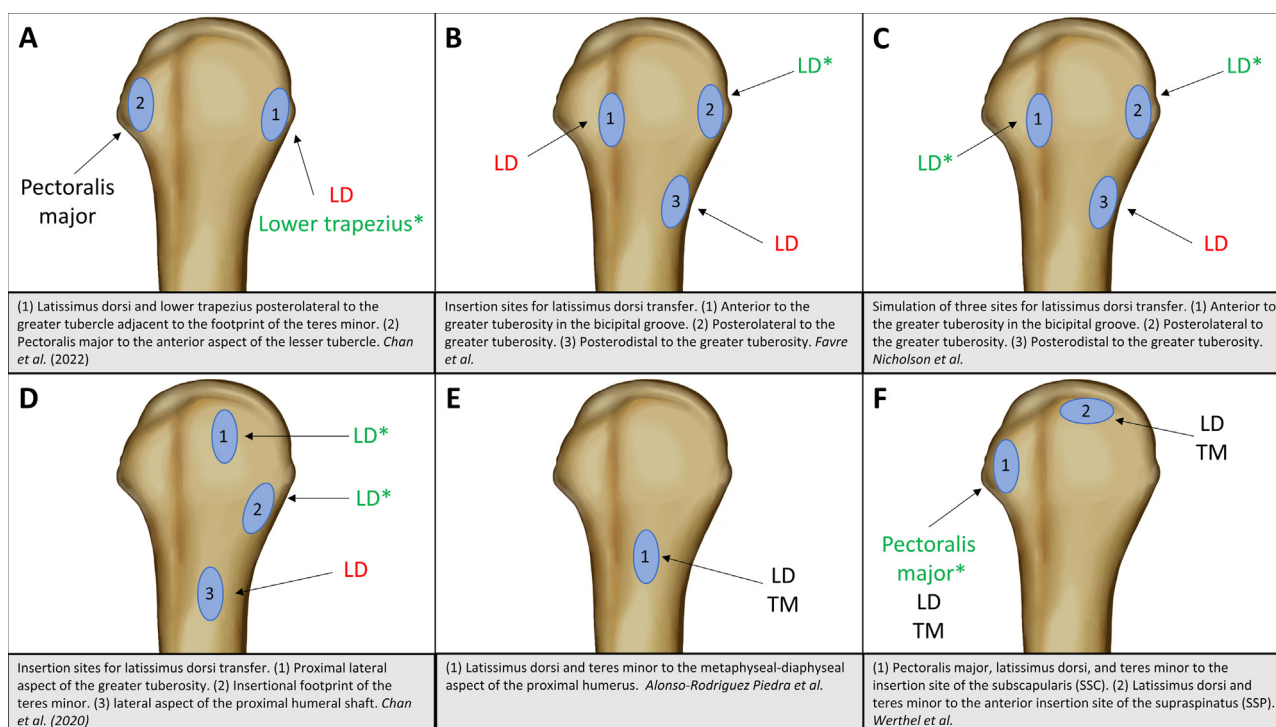 A
2
1
Pectoralis
major
LD
Lower trapezius*
(1) Latissimus dorsi and lower trapezius posterolateral to the
greater tubercle adjacent to the footprint of the teres minor. (2)
Pectoralis major to the anterior aspect of the lesser tubercle. Chan
et al. (2022)
B
LD*
1
2
LD
3
LD
Insertion sites for latissimus dorsi transfer. (1) Anterior to the
greater tuberosity in the bicipital groove. (2) Posterolateral to the
greater tuberosity. (3) Posterodistal to the greater tuberosity. Favre
et al.
C
LD*
1
2
LD*
3
LD
Simulation of three sites for latissimus dorsi transfer. (1) Anterior to
the greater tuberosity in the bicipital groove. (2) Posterolateral to
the greater tuberosity. (3) Posterodistal to the greater tuberosity.
Nicholson et al.
D
1
LD*
2
LD*
3
LD
Insertion sites for latissimus dorsi transfer. (1) Proximal lateral
aspect of the greater tuberosity. (2) Insertional footprint of the
teres minor. (3) lateral aspect of the proximal humeral shaft. Chan
et al. (2020)
E
1
LD
TM
(1) Latissimus dorsi and teres minor to the metaphyseal-diaphyseal
aspect of the proximal humerus. Alonso-Rodriguez Piedra et al.
F
2
LD
TM
1
Pectoralis
major*
LD
TM
(1) Pectoralis major, latissimus dorsi, and teres minor to the
insertion site of the subscapularis (SSC). (2) Latissimus dorsi and
teres minor to the anterior insertion site of the supraspinatus (SSP).
Werthel et al.